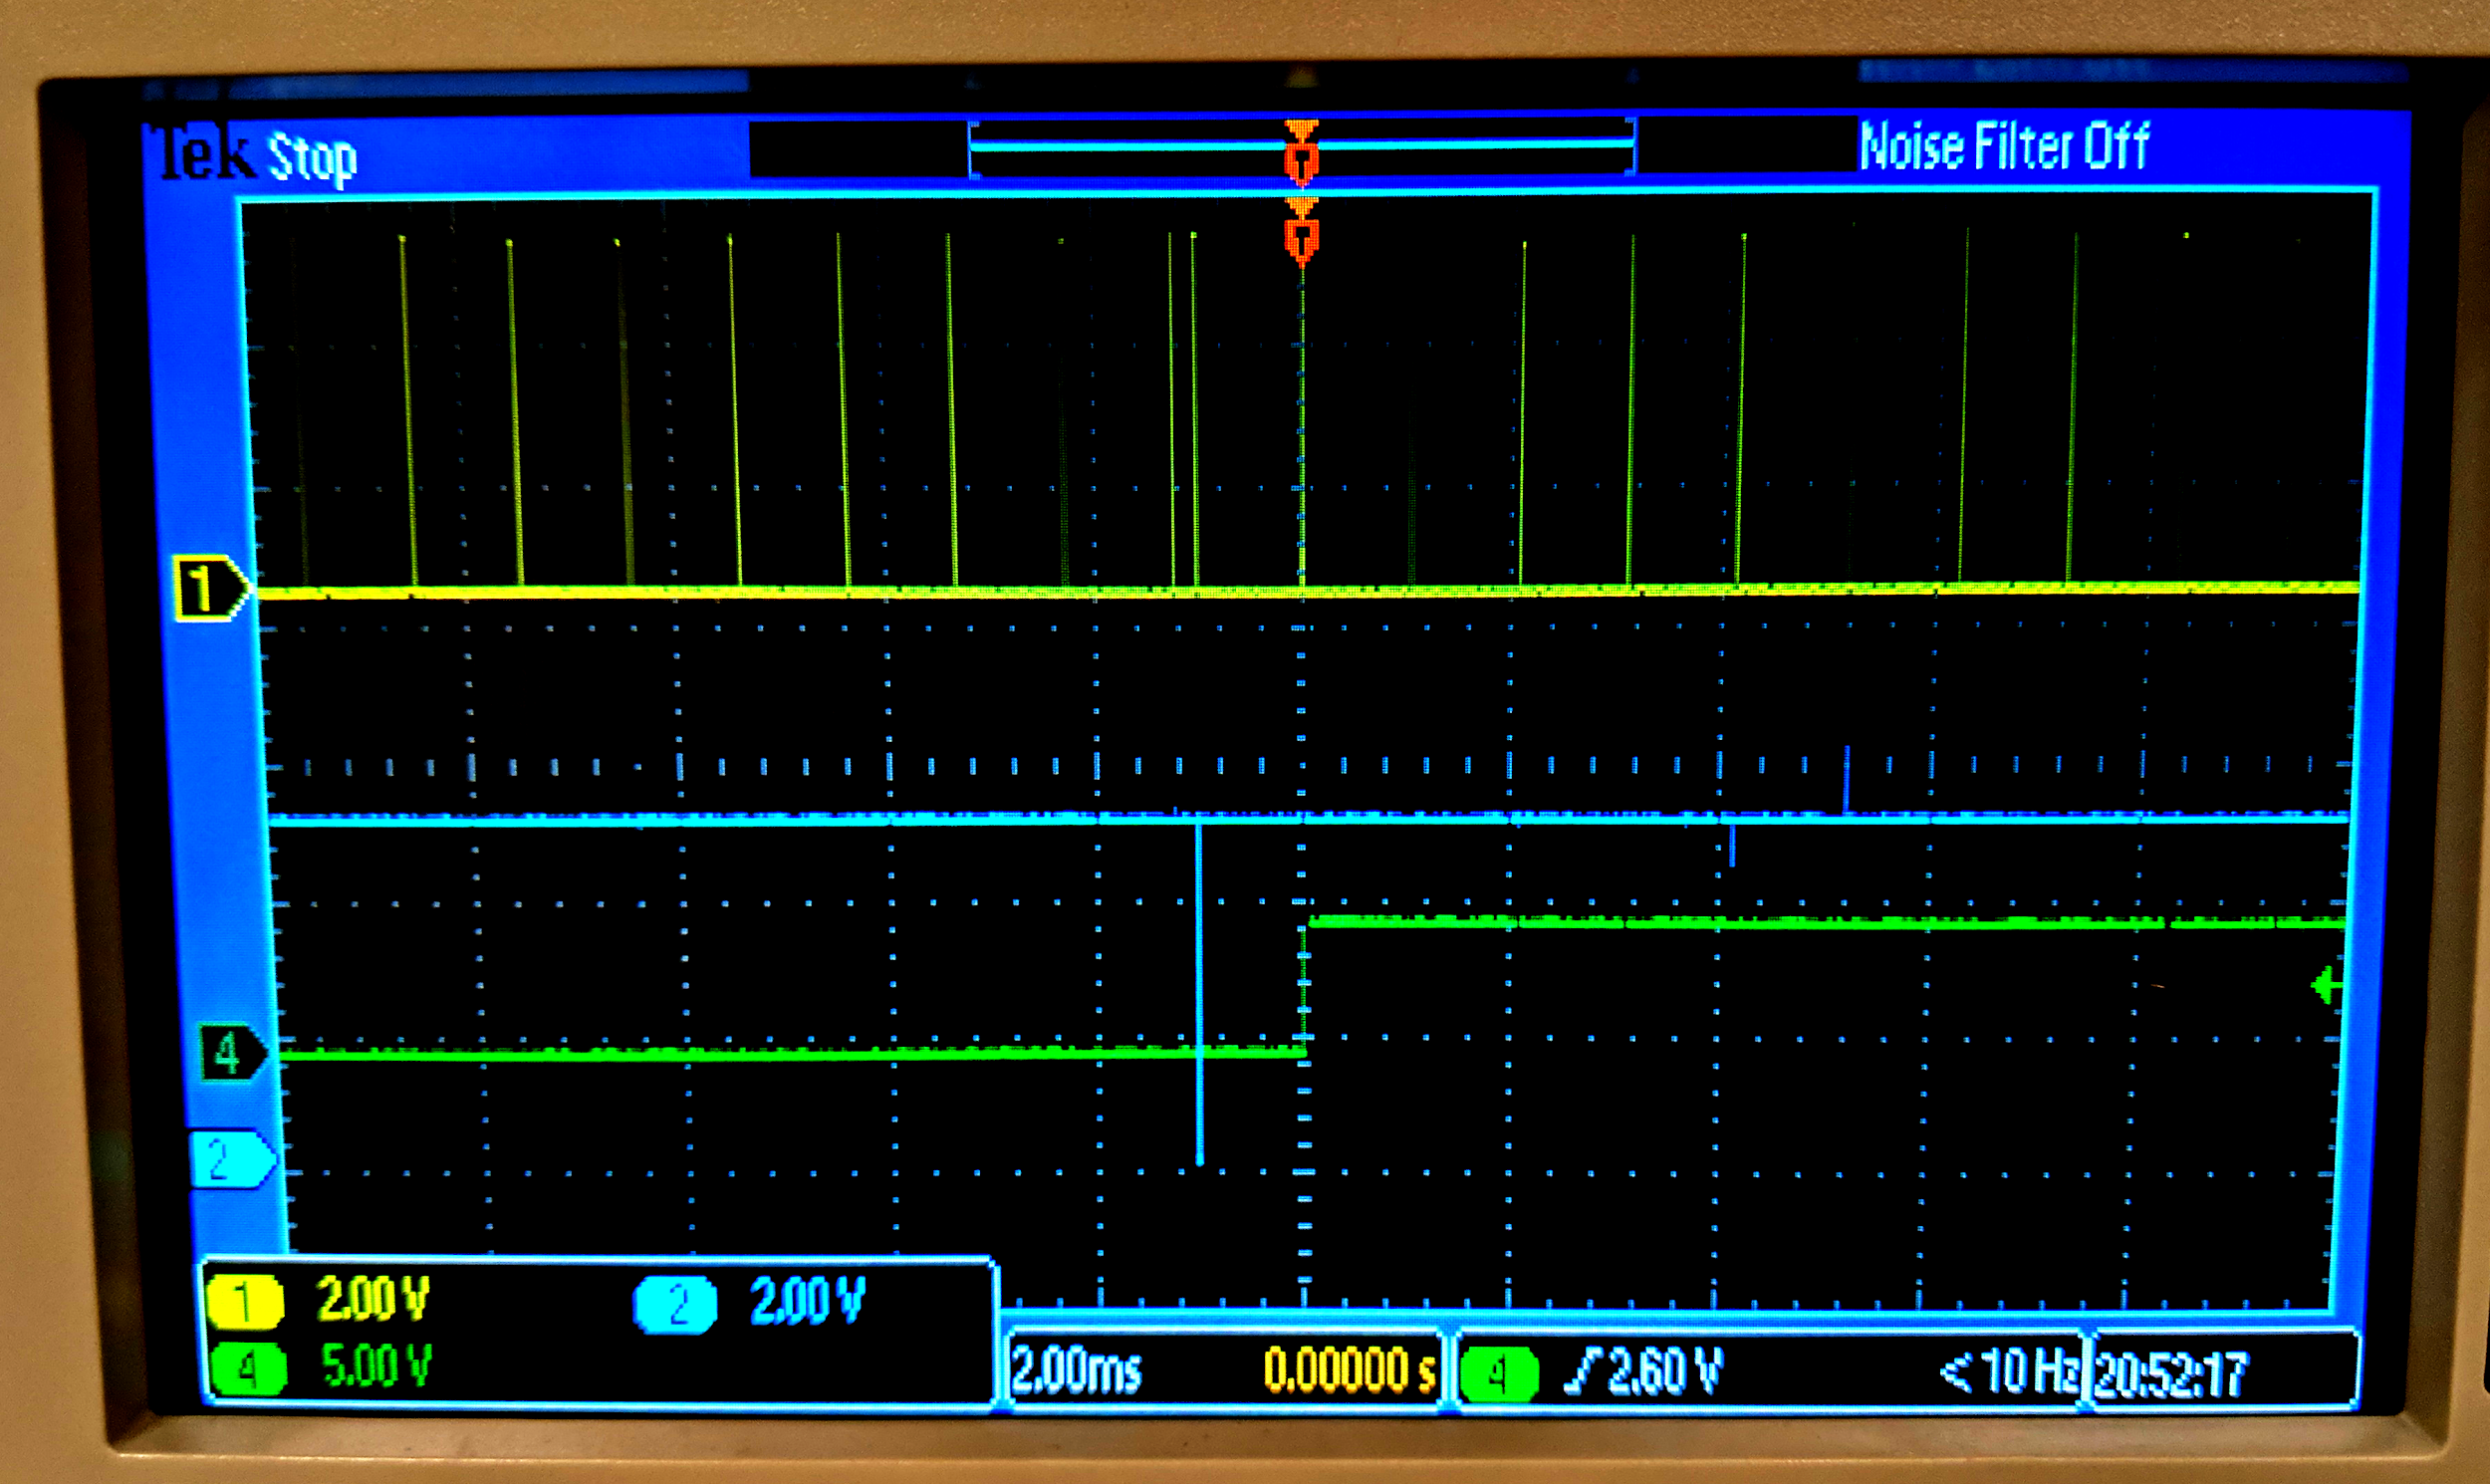 Tek Stop
Noise Filter Off
T
T
1
4
2
1 2.00 V 2 2.00 V
4 5.00 V
2.00ms 0.00000 s
4 2.60 V <10 Hz 20:52:17